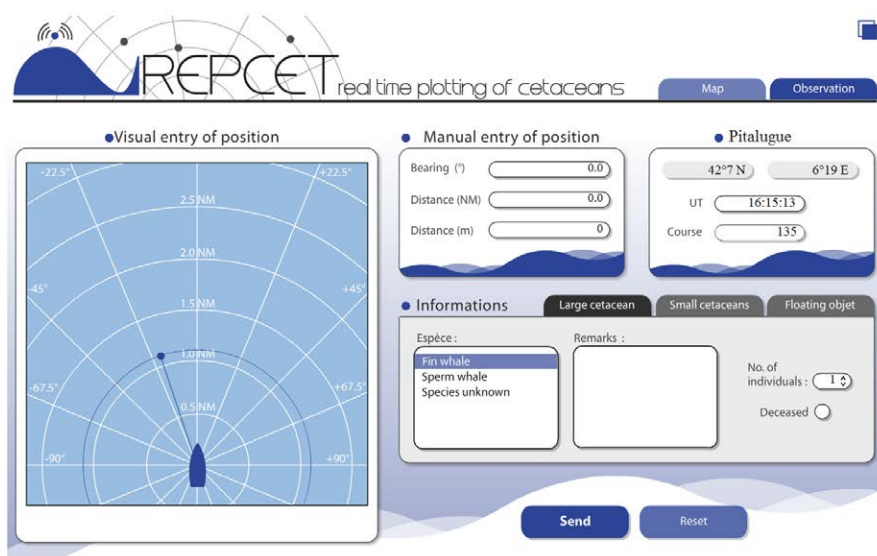 REPCET
real time plotting of cetaceans
Map
Observation
Visual entry of position
-22.5°
+22.5°
2.5 NM
2.0 NM
-45°
+45°
1.5 NM
1.0 NM
-67.5°
+67.5°
0.5 NM
-90°
+90°
Manual entry of position
Bearing (°) 0.0
Distance (NM) 0.0
Distance (m) 0
Pitalugue
42°7 N 6°19 E
UT 16:15:13
Course 135
Informations
Large cetacean
Small cetaceans
Floating objet
Espèce :
Fin whale
Sperm whale
Species unknown
Remarks :
No. of
individuals : 1
Deceased
Send
Reset